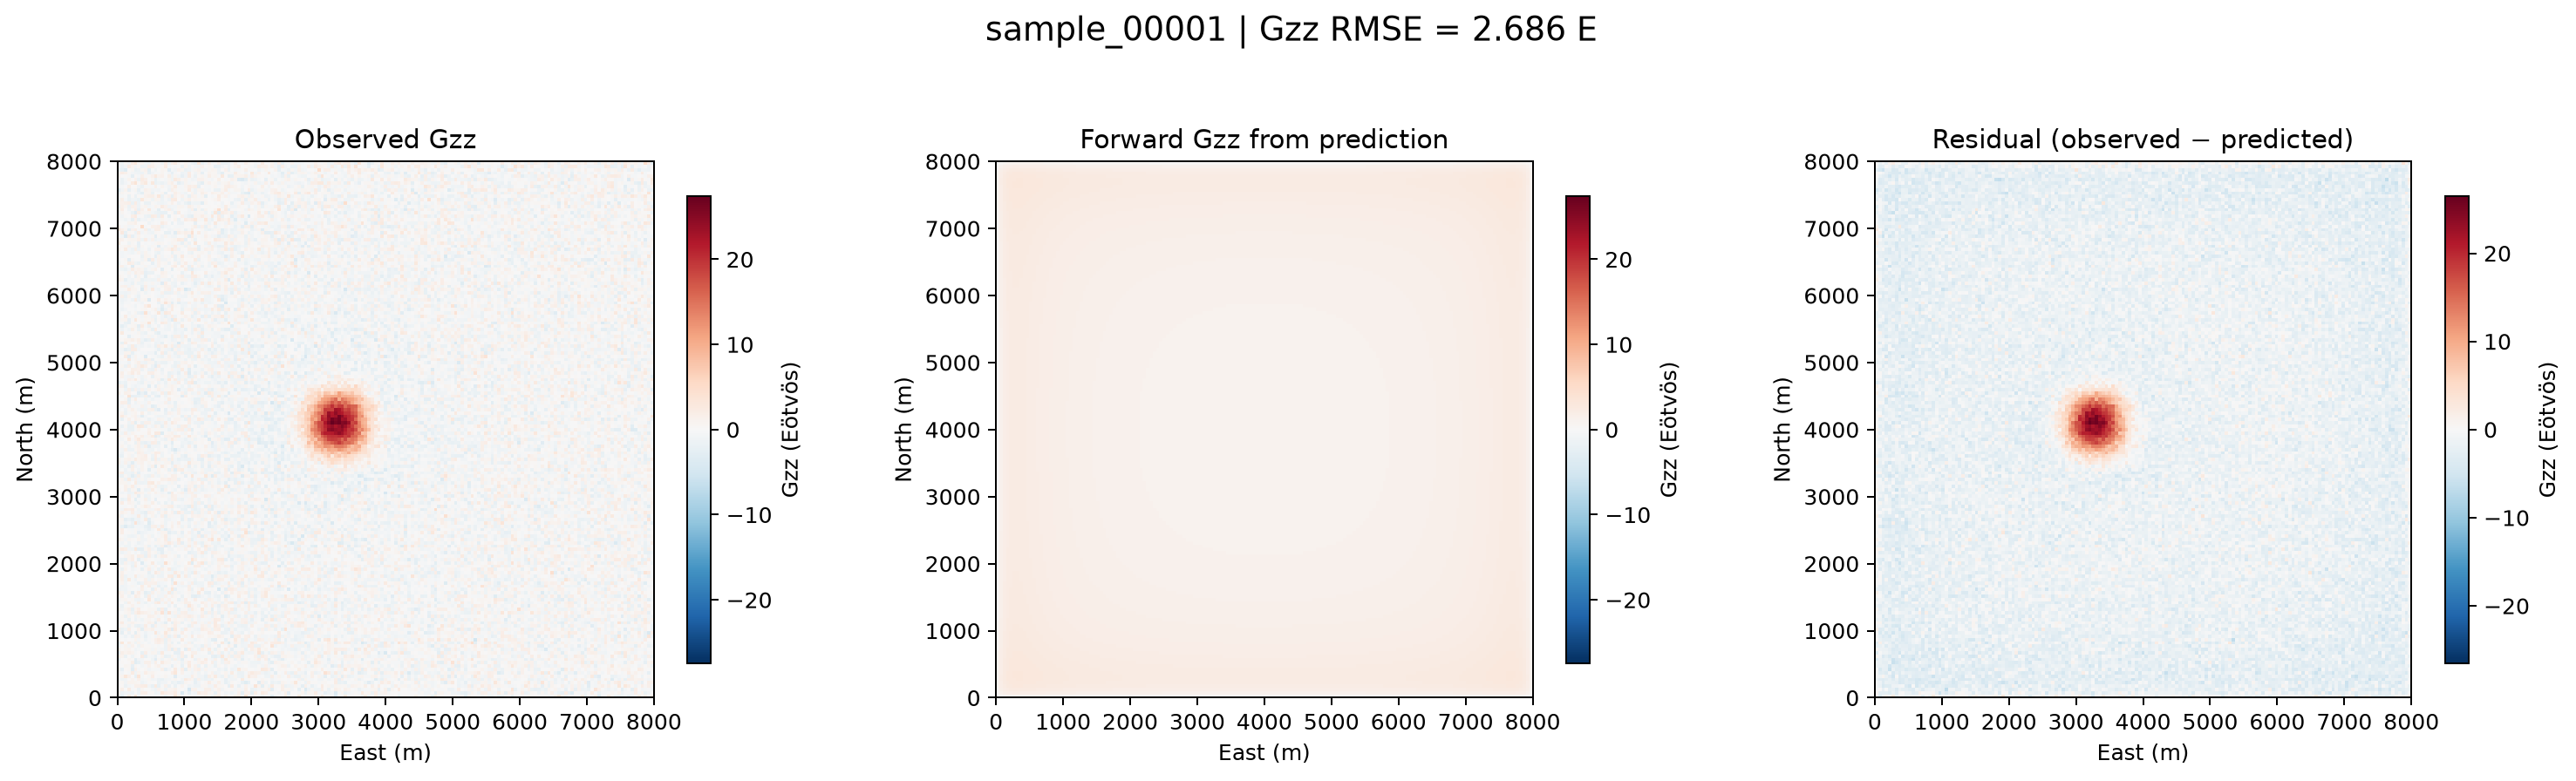 sample_00001 | Gzz RMSE = 2.686 E
Observed Gzz
8000
7000
6000
5000
4000
3000
2000
1000
0
North (m)
0 1000 2000 3000 4000 5000 6000 7000 8000
East (m)
20
10
0
−10
−20
Gzz (Eötvös)
Forward Gzz from prediction
8000
7000
6000
5000
4000
3000
2000
1000
0
North (m)
0 1000 2000 3000 4000 5000 6000 7000 8000
East (m)
20
10
0
−10
−20
Gzz (Eötvös)
Residual (observed − predicted)
8000
7000
6000
5000
4000
3000
2000
1000
0
North (m)
0 1000 2000 3000 4000 5000 6000 7000 8000
East (m)
20
10
0
−10
−20
Gzz (Eötvös)